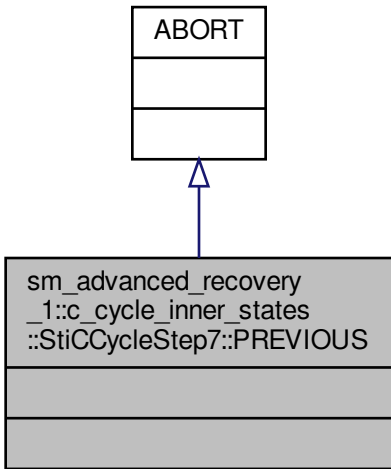 ABORT
sm_advanced_recovery
_1::c_cycle_inner_states
::StiCCycleStep7::PREVIOUS